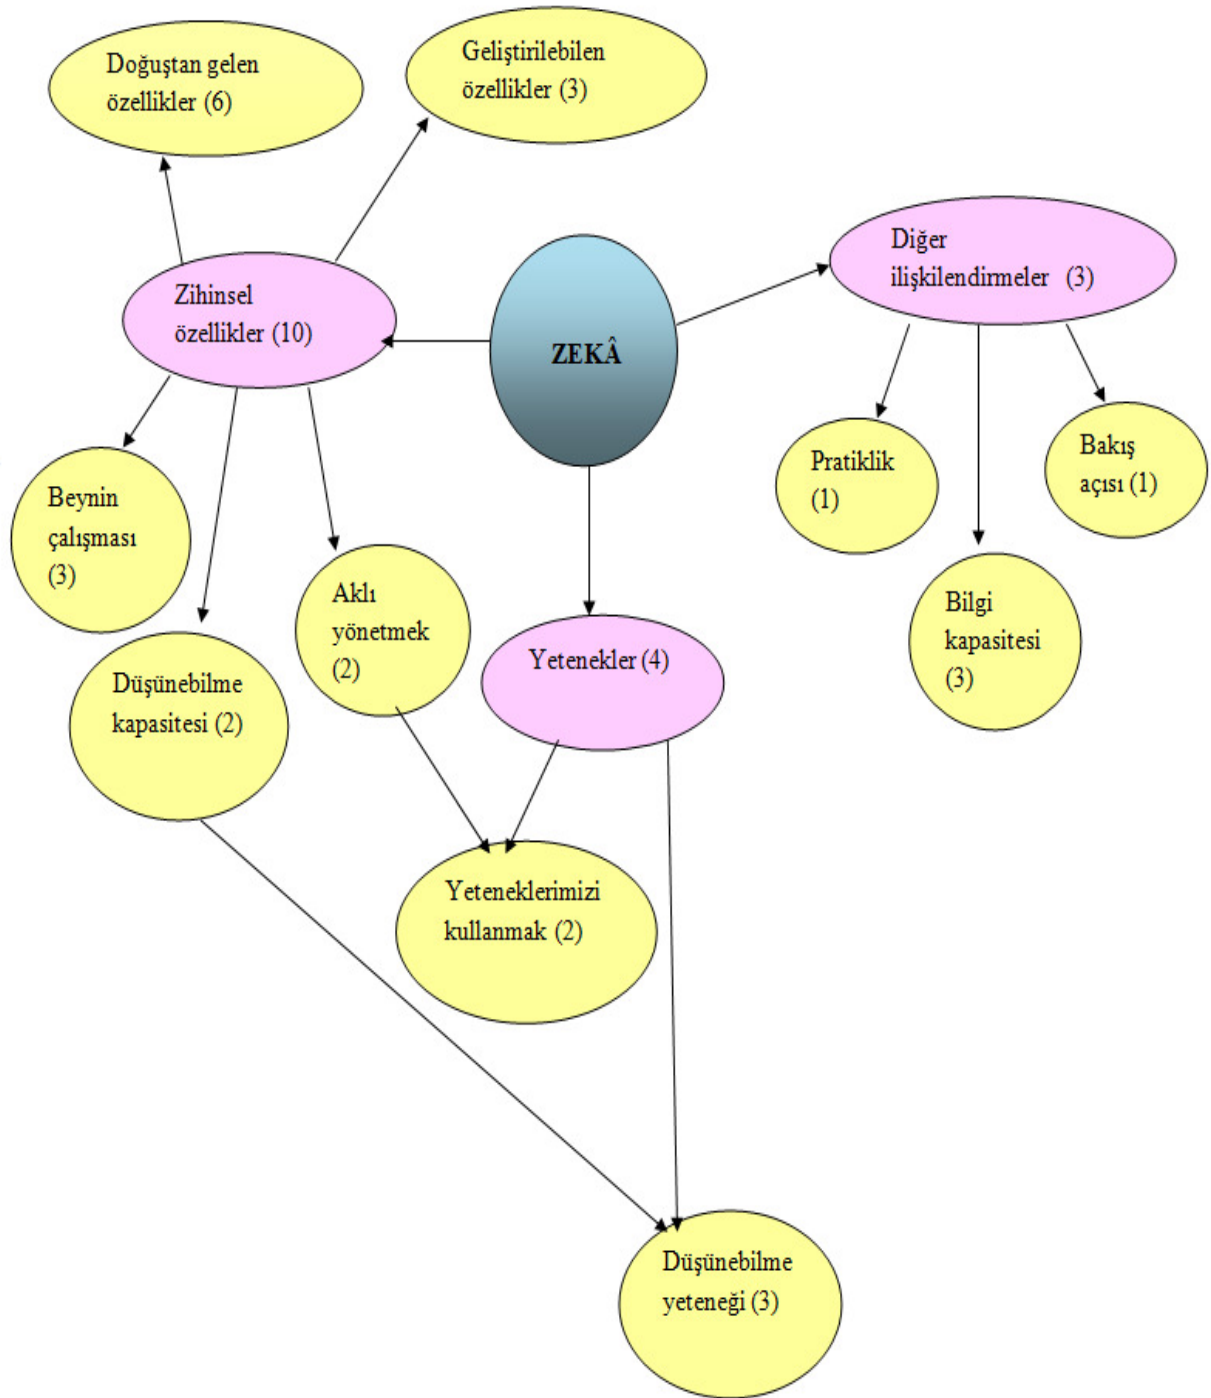 Doğuştan gelen
özellikler (6)
Geliştirilebilen
özellikler (3)
Zihinsel
özellikler (10)
ZEKÂ
Diğer
ilişkilendirmeler (3)
Pratiklik
(1)
Bakış
açısı (1)
Beynin
çalışması
(3)
Aklı
yönetmek
(2)
Bilgi
kapasitesi
(3)
Düşünebilme
kapasitesi (2)
Yetenekler (4)
Yeteneklerimizi
kullanmak (2)
Düşünebilme
yeteneği (3)